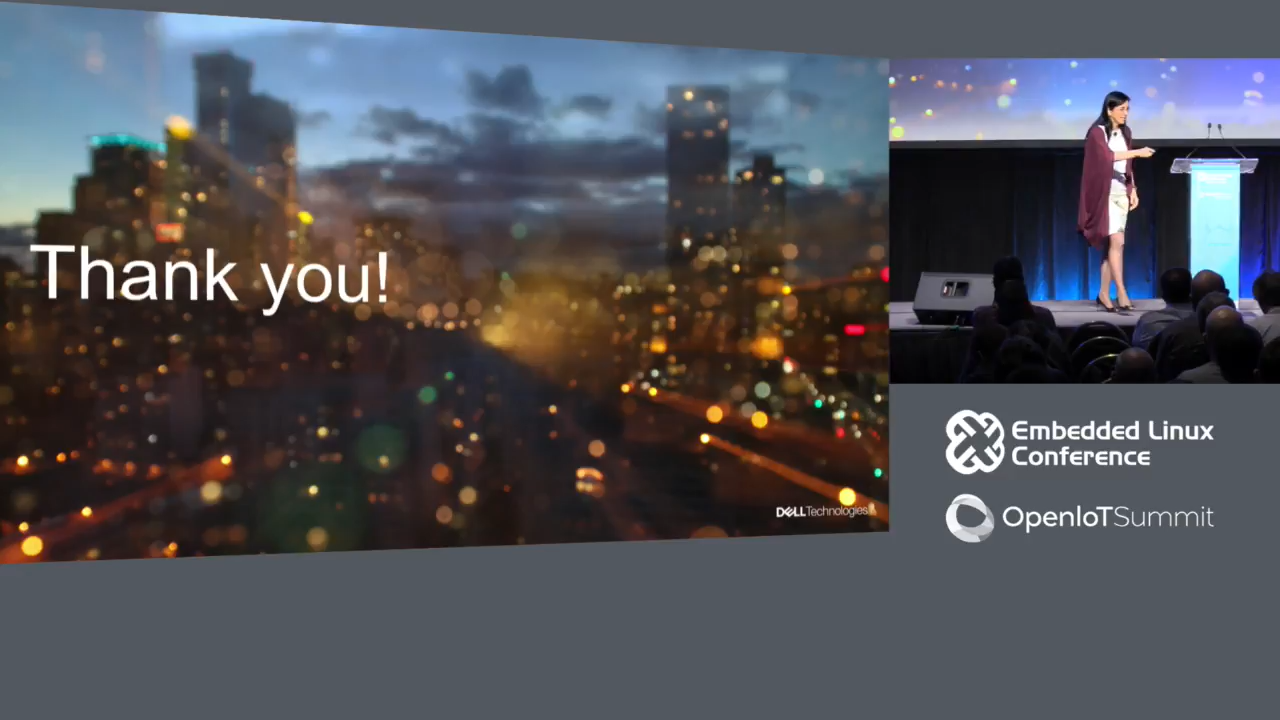 Thank you!
DELLTechnologies
Embedded Linux
Conference
OpenIoTSummit